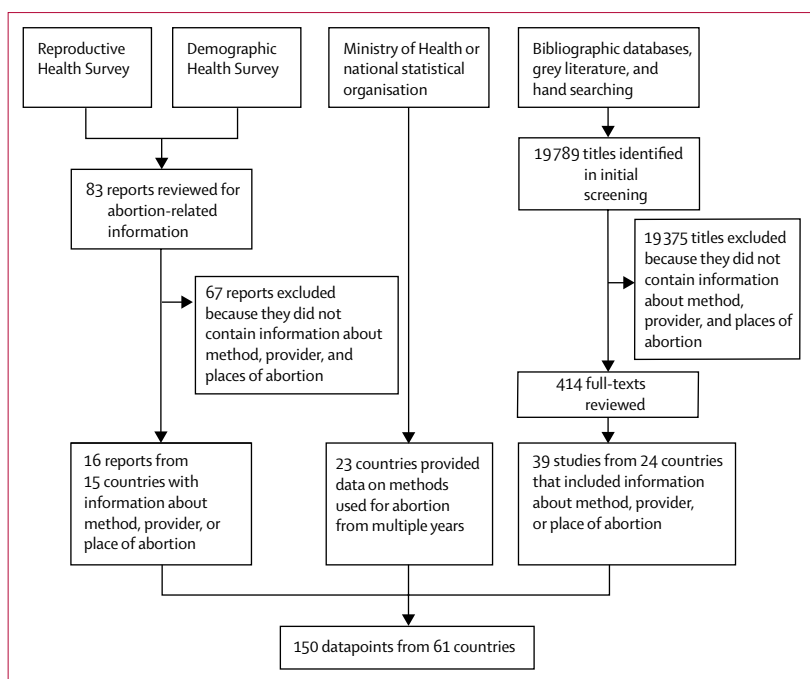 Reproductive
Health Survey
Demographic
Health Survey
Ministry of Health or
national statistical
organisation
Bibliographic databases,
grey literature, and
hand searching
19 789 titles identified
in initial
screening
83 reports reviewed for
abortion-related
information
19 375 titles excluded
because they did not
contain information
about method,
provider, and places of
abortion
67 reports excluded
because they did not
contain information about
method, provider, and
places of abortion
414 full-texts
reviewed
16 reports from
15 countries with
information about
method, provider, or
place of abortion
23 countries provided
data on methods
used for abortion
from multiple years
39 studies from 24 countries
that included information
about method, provider,
or place of abortion
150 datapoints from 61 countries